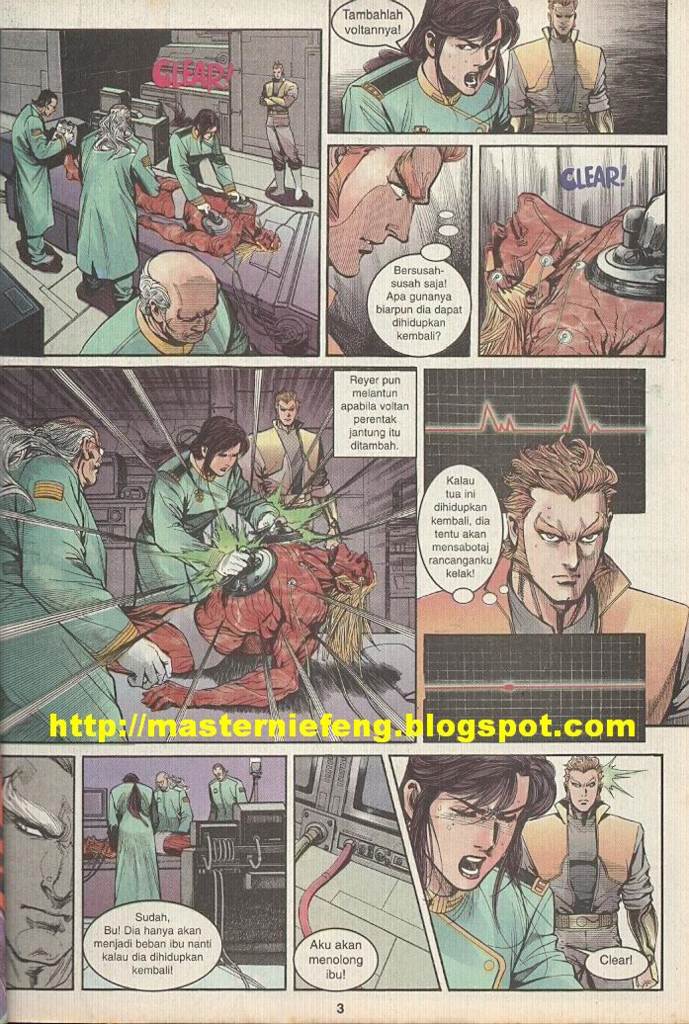 CLEAR!
Tambahlah
voltannya!
Bersusah-
susah saja!
Apa gunanya
biarpun dia dapat
dihidupkan
kembali?
CLEAR!
Reyer pun
melantun
apabila voltan
perentak
jantung itu
ditambah.
Kalau
tua ini
dihidupkan
kembali, dia
tentu akan
mensabotaj
rancanganku
kelak!
http://masterniefeng.blogspot.com
Sudah,
Bu! Dia hanya akan
menjadi beban ibu nanti
kalau dia dihidupkan
kembali!
Aku akan
menolong
ibu!
Clear!
3